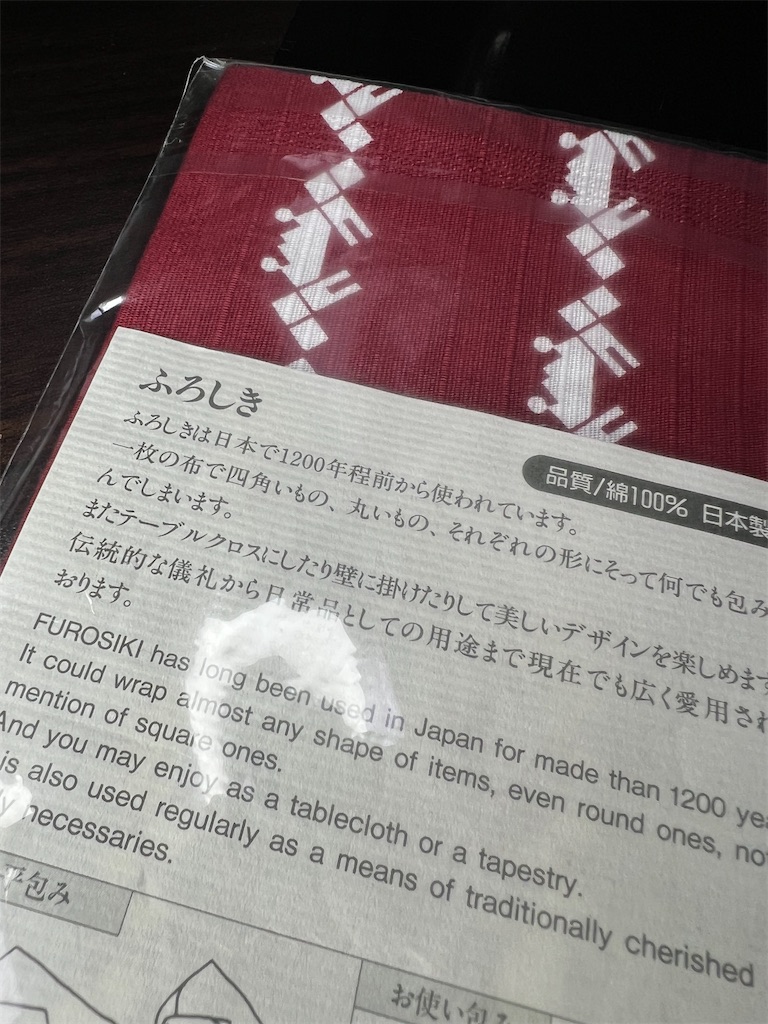 ふろしき
品質/綿100% 日本製
ふろしきは日本で1200年程前から使われています。
一枚の布で四角いもの、丸いもの、それぞれの形にそって何でも包み
んでしまいます。
またテーブルクロスにしたり壁に掛けたりして美しいデザインを楽しめます
伝統的な儀礼から日常品としての用途まで現在でも広く愛用され
おります。
FUROSIKI has long been used in Japan for made than 1200
It could wrap almost any shape of items, even round ones,
mention of square ones.
And you may enjoy as a tablecloth or a tapestry.
is also used regularly as a means of traditionally cherished
necessaries.
平包み
お使い包み